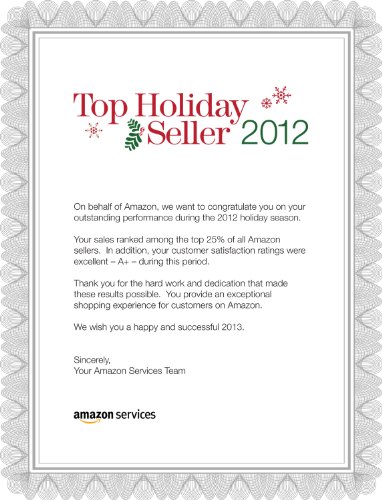 Top Holiday
Seller 2012
On behalf of Amazon, we want to congratulate you on your
outstanding performance during the 2012 holiday season.
Your sales ranked among the top 25% of all Amazon
sellers.  In addition, your customer satisfaction ratings were
excellent – A+ – during this period.
Thank you for the hard work and dedication that made
these results possible.  You provide an exceptional
shopping experience for customers on Amazon.
We wish you a happy and successful 2013.
Sincerely,
Your Amazon Services Team
amazon services